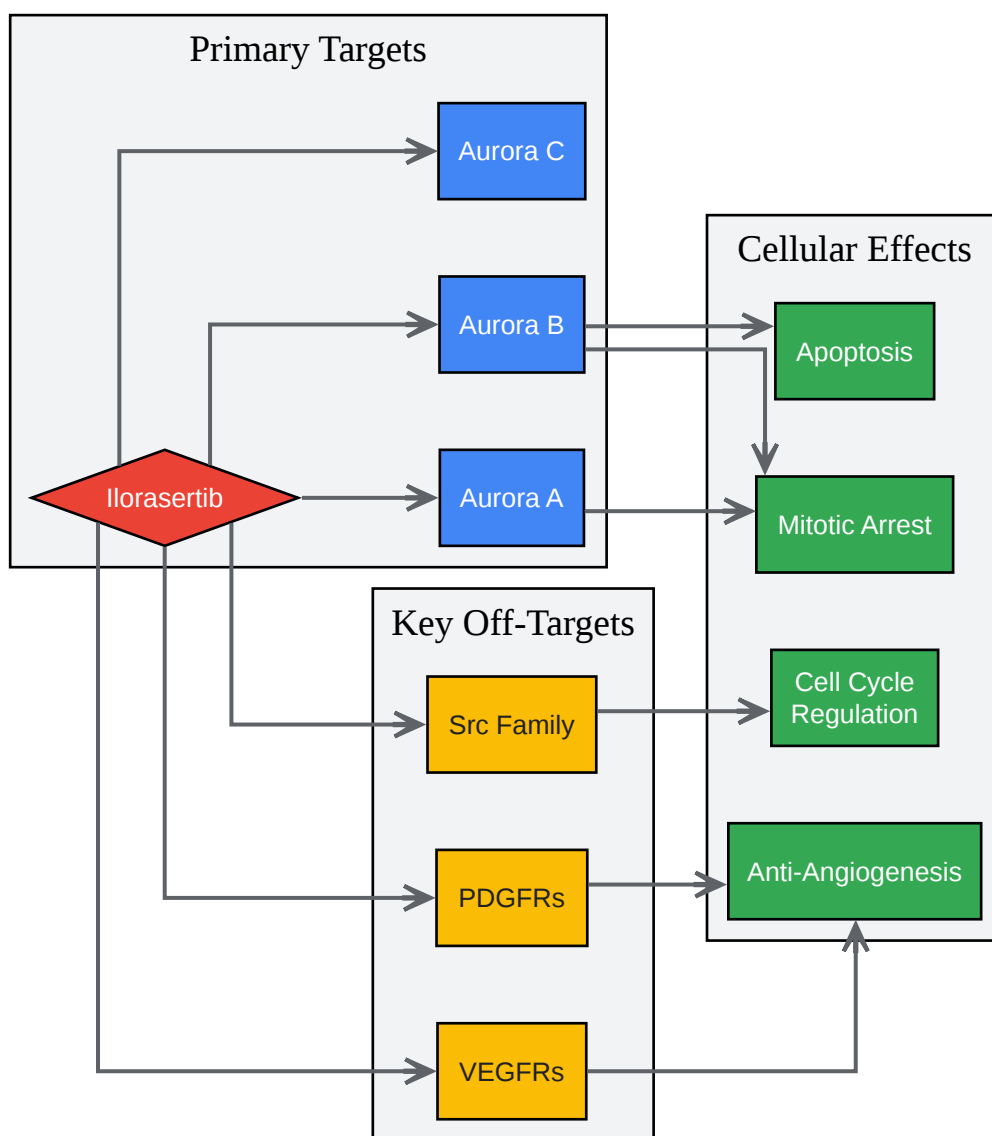 Primary Targets
Aurora C
Aurora B
Ilorasertib
Aurora A
Cellular Effects
Apoptosis
Mitotic Arrest
Cell Cycle
Regulation
Anti-Angiogenesis
Key Off-Targets
Src Family
PDGFRs
VEGFRs